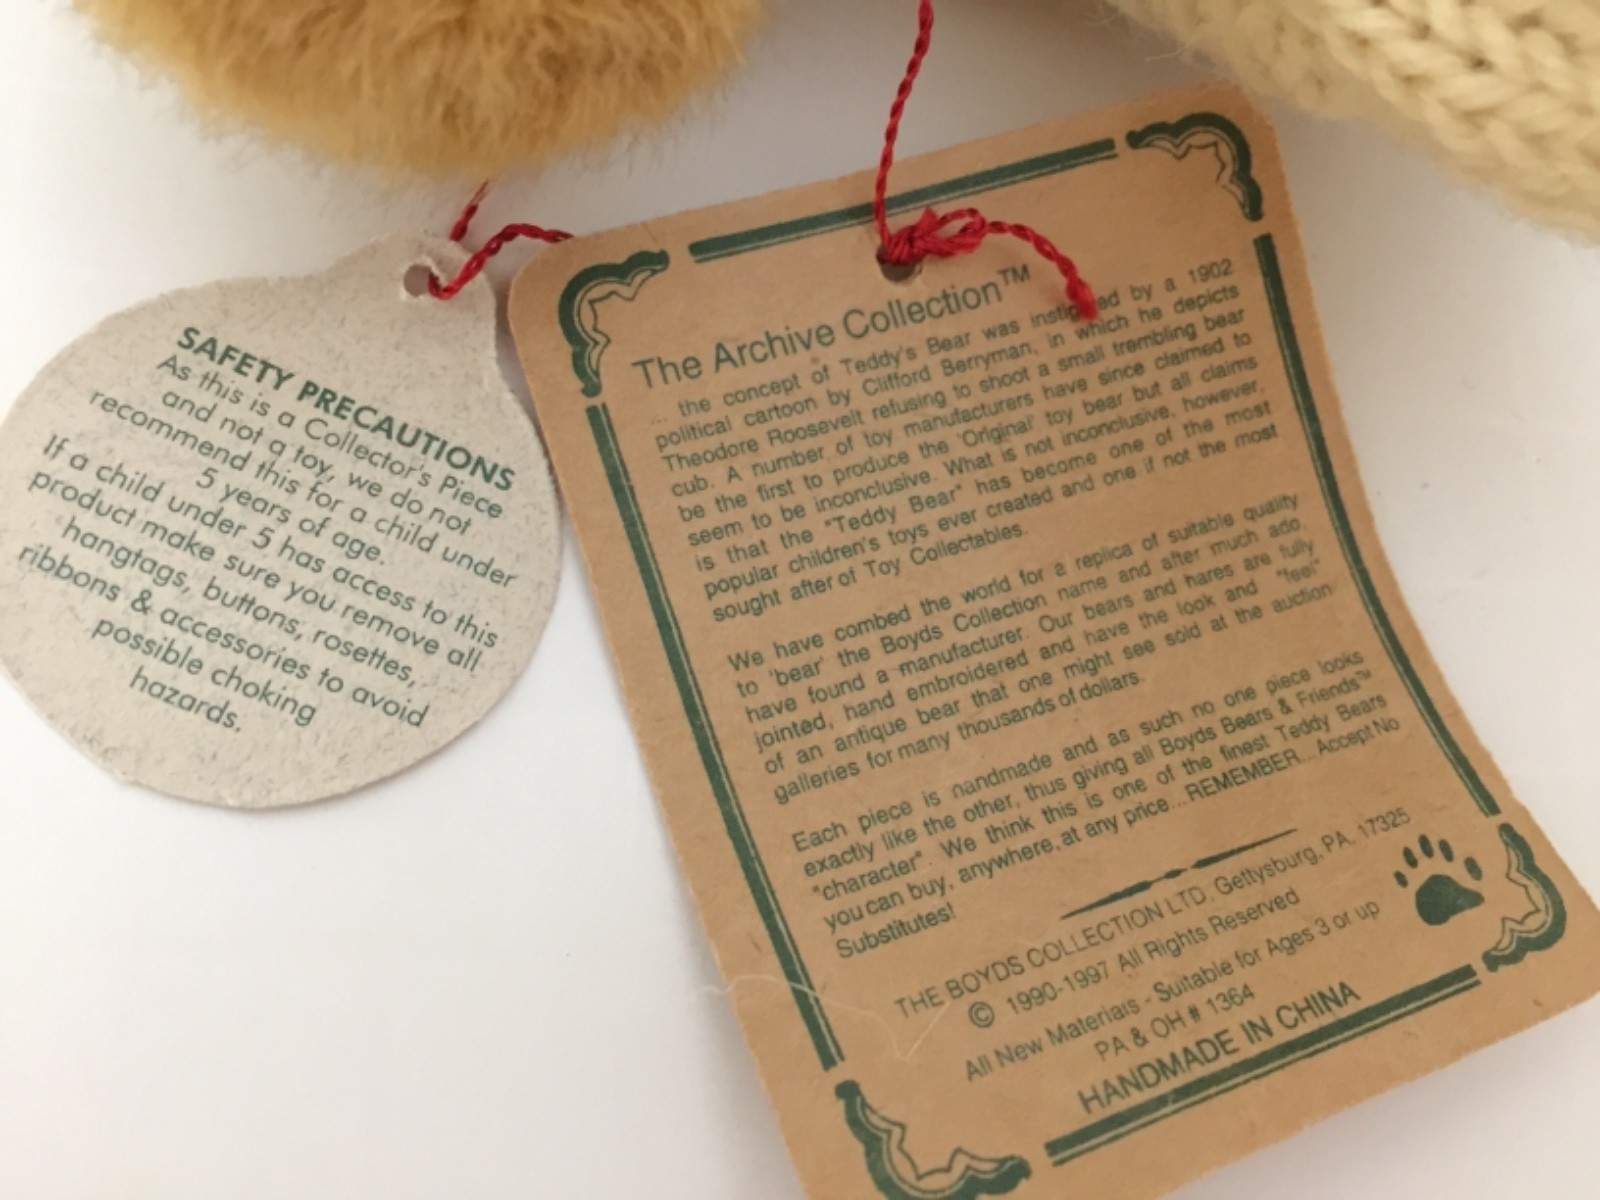 SAFETY PRECAUTIONS
As this is a Collector's Piece
and not a toy, we do not
recommend this for a child under
5 years of age.
If a child under 5 has access to this
product make sure you remove all
hangtags, buttons, rosettes,
ribbons & accessories to avoid
possible choking
hazards.
The Archive Collection™
... the concept of Teddy's Bear was by a 1902
political cartoon by Clifford Berryman, in which he depicts
Theodore Roosevelt refusing to shoot a small trembling bear
cub. A number of toy manufacturers have since claimed to
be the first to produce the 'Original' toy bear but all claims
seem to be inconclusive. What is not inconclusive, however,
is that the "Teddy Bear" has become one of the most
popular children's toys ever created and one if not the most
sought after of Toy Collectables.
We have combed the world for a replica of suitable quality
to 'bear' the Boyds Collection name and after much ado,
have found a manufacturer. Our bears and hares are fully
jointed, hand embroidered and have the look and "feel"
of an antique bear that one might see sold at the auction
galleries for many thousands of dollars.
Each piece is handmade and as such no one piece looks
exactly like the other, thus giving all Boyds Bears & Friends™
"character". We think this is one of the finest Teddy Bears
you can buy, anywhere, at any price...REMEMBER... Accept No
Substitutes!
THE BOYDS COLLECTION LTD. Gettysburg, PA. 17325
© 1990-1997 All Rights Reserved
All New Materials - Suitable for Ages 3 or up
PA & OH # 1364
HANDMADE IN CHINA